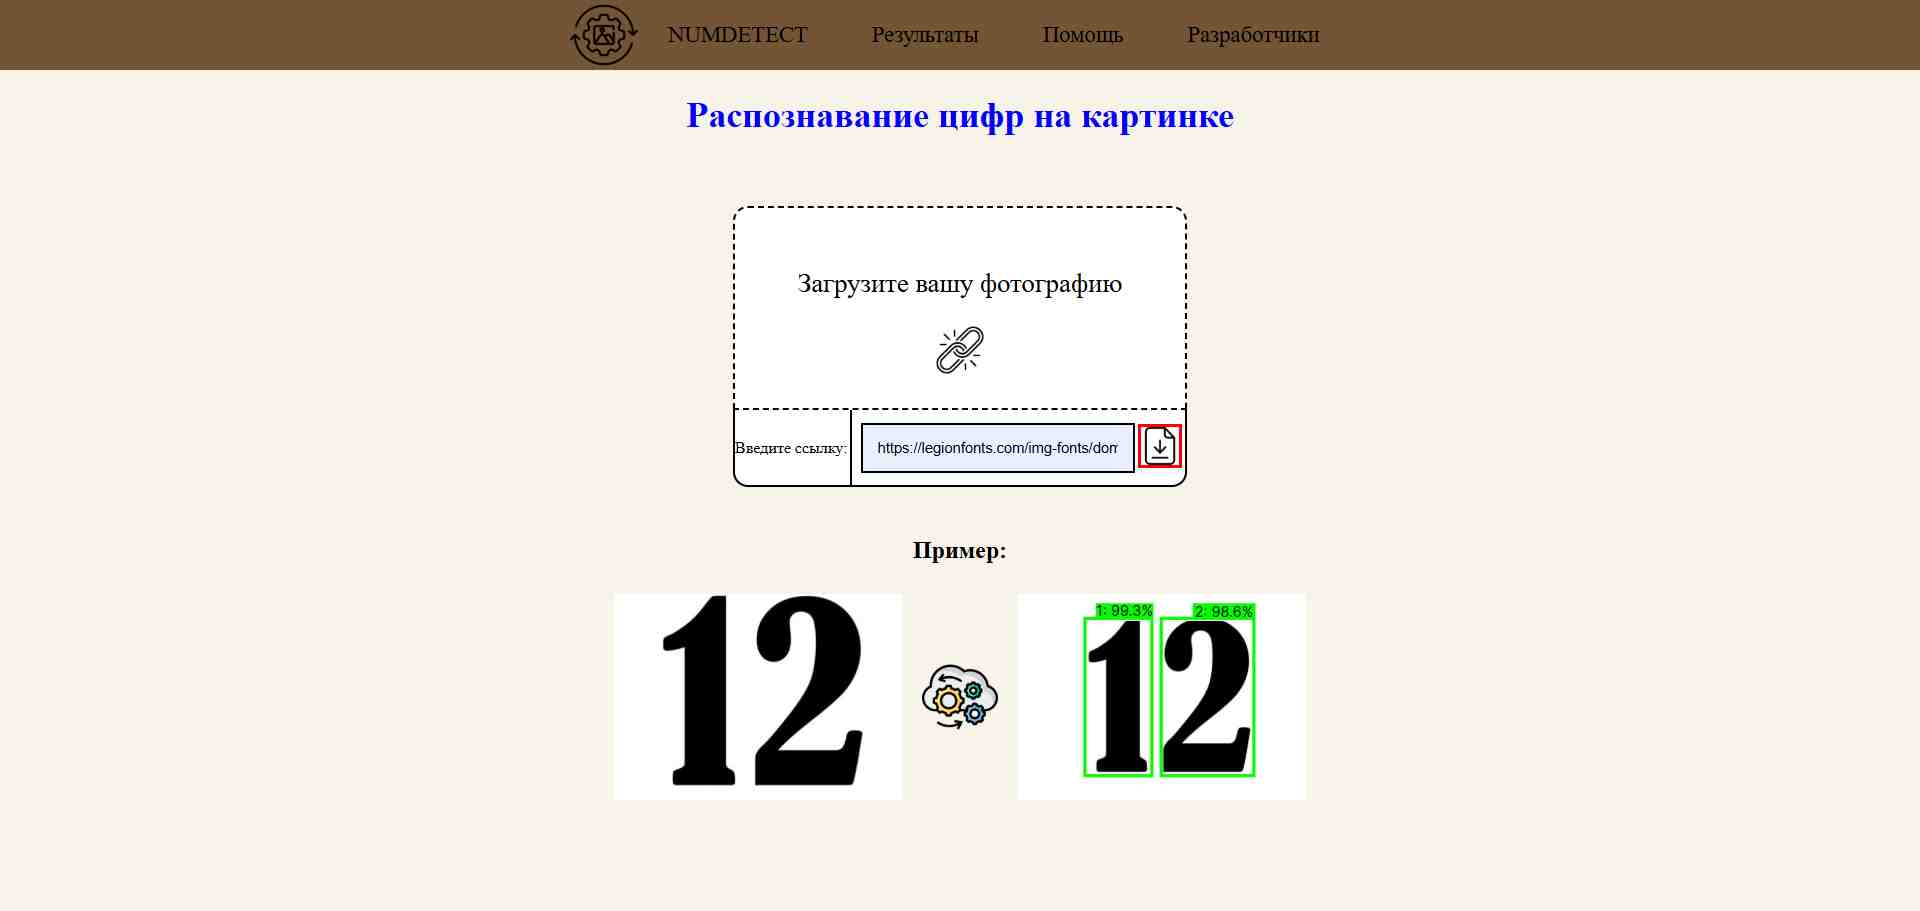 NUMDETECT Результаты Помощь Разработчики
Распознавание цифр на картинке
Загрузите вашу фотографию
Введите ссылку: https://legionfonts.com/img-fonts/dom
Пример:
12
1: 99.3% 2: 98.6%
12